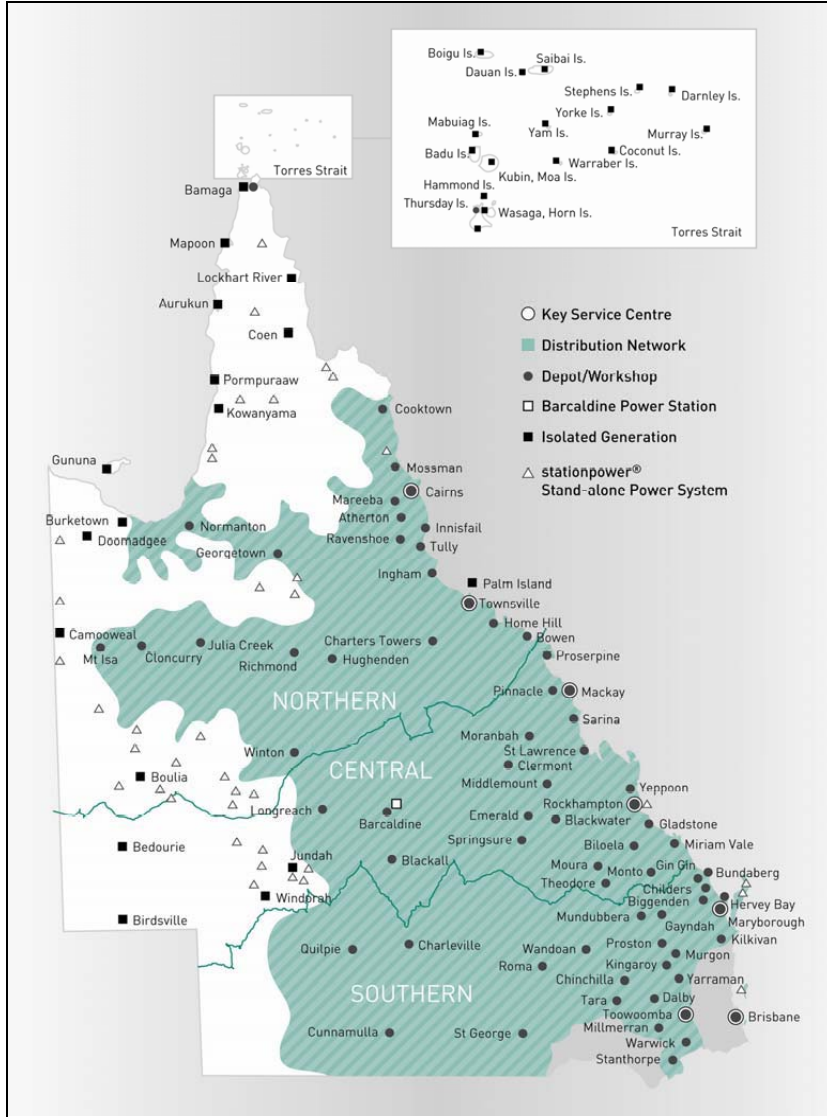 Boigu Is.
Saibai Is.
Dauan Is.
Stephens Is.
Darnley Is.
Yorke Is.
Mabuiag Is.
Yam Is.
Murray Is.
Badu Is.
Coconut Is.
Warraber Is.
Kubin, Moa Is.
Hammond Is.
Thursday Is.
Wasaga, Horn Is.
Torres Strait
Torres Strait
Bamaga
Mapoon
Lockhart River
Aurukun
Coen
Key Service Centre
Distribution Network
Depot/Workshop
Barcaldine Power Station
Isolated Generation
stationpower®
Stand-alone Power System
Pormpuraaw
Kowanyama
Cooktown
Gununa
Mossman
Cairns
Mareeba
Atherton
Burketown
Normanton
Innisfail
Doomadgee
Ravenshoe
Georgetown
Tully
Ingham
Palm Island
Townsville
Home Hill
Camooweal
Julia Creek
Charters Towers
Bowen
Mt Isa
Cloncurry
Richmond
Hughenden
Proserpine
NORTHERN
Pinnacle
Mackay
Sarina
Moranbah
Winton
St Lawrence
CENTRAL
Clermont
Boulia
Middlemount
Yeppoon
Rockhampton
Longreach
Barcaldine
Emerald
Blackwater
Gladstone
Springsure
Biloela
Miriam Vale
Bedourie
Jundah
Blackall
Moura
Monto
Gin Gin
Bundaberg
Theodore
Childers
Windorah
Biggenden
Hervey Bay
Mundubbera
Gayndah
Maryborough
Birdsville
Quilpie
Charleville
Wandoan
Proston
Kilkivan
Murgon
Roma
Kingaroy
Chinchilla
Yarraman
SOUTHERN
Tara
Dalby
Toowoomba
Brisbane
Cunnamulla
St George
Millmerran
Warwick
Stanthorpe